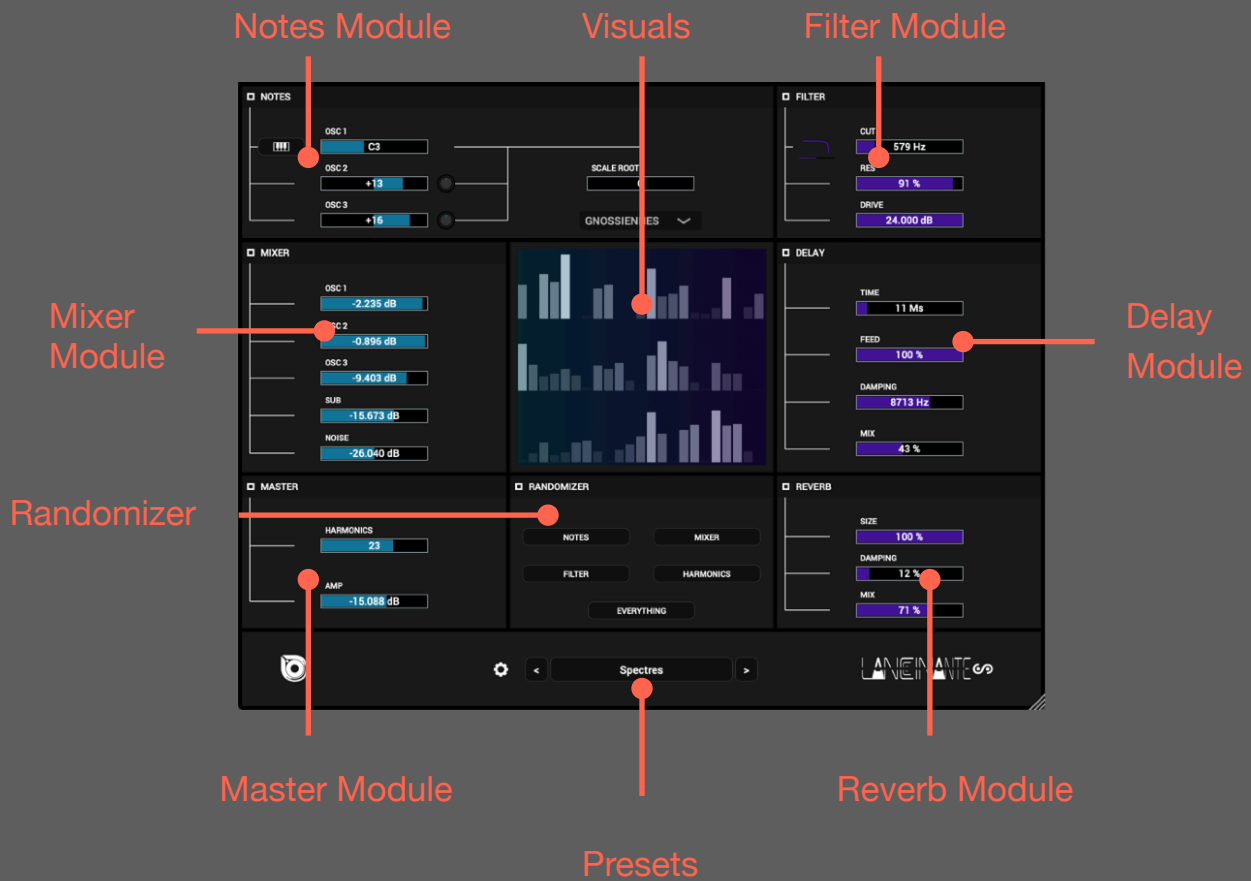 Notes Module
Visuals
Filter Module
NOTES
OSC 1
C3
OSC 2
+13
OSC 3
+16
SCALE ROOT
GNOSSIENNES
FILTER
CUT
579 Hz
RES
91 %
DRIVE
24.000 dB
Mixer
Module
MIXER
OSC 1
-2.235 dB
OSC 2
-0.896 dB
OSC 3
-9.403 dB
SUB
-15.673 dB
NOISE
-26.040 dB
DELAY
TIME
11 Ms
FEED
100 %
DAMPING
8713 Hz
MIX
43 %
Delay
Module
Randomizer
MASTER
HARMONICS
23
AMP
-15.088 dB
RANDOMIZER
NOTES
MIXER
FILTER
HARMONICS
EVERYTHING
REVERB
SIZE
100 %
DAMPING
12 %
MIX
71 %
<
Spectres
>
LANCINANTE
Master Module
Reverb Module
Presets